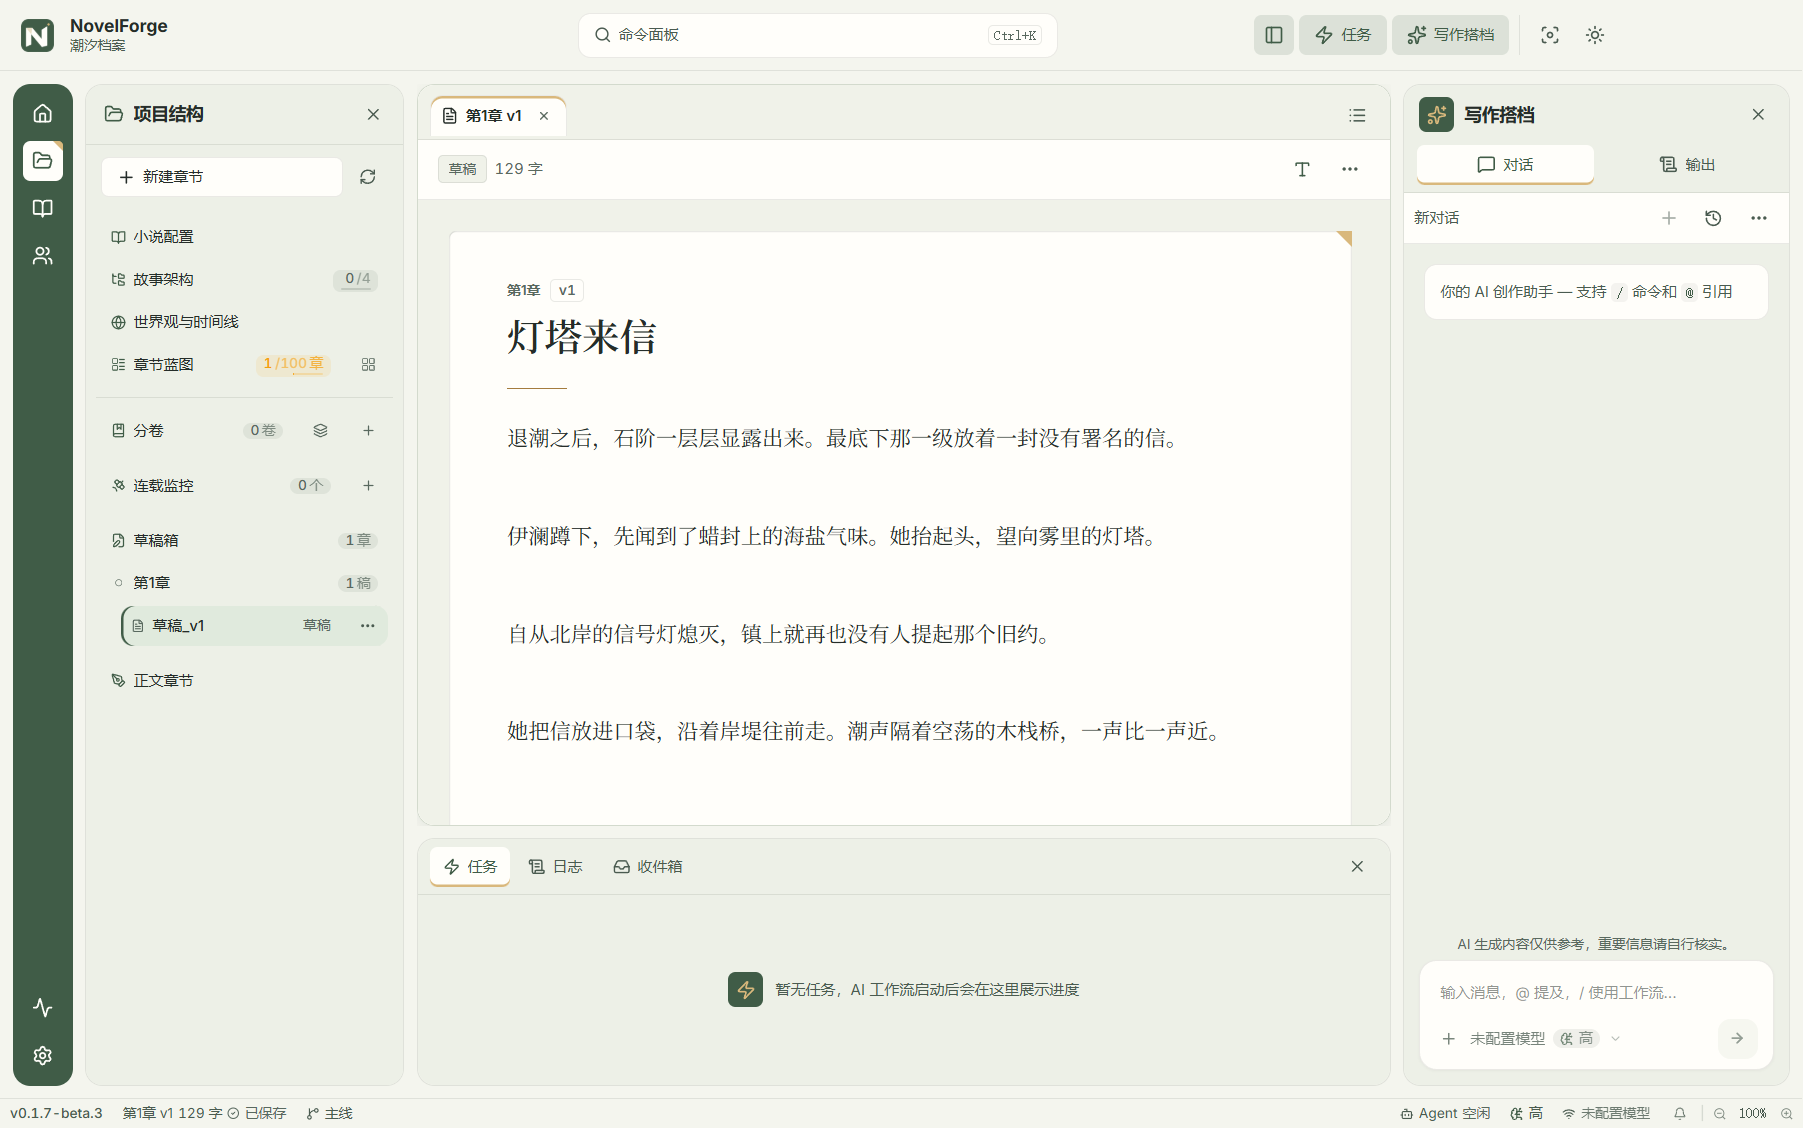 NovelForge
潮汐档案
命令面板
Ctrl+K
任务
写作搭档
项目结构
新建章节
小说配置
故事架构
0/4
世界观与时间线
章节蓝图
1/100章
分卷
0卷
连载监控
0个
草稿箱
1章
第1章
1稿
草稿_v1
草稿
正文章节
第1章 v1
草稿
129 字
第1章
v1
灯塔来信
退潮之后，石阶一层层显露出来。最底下那一级放着一封没有署名的信。
伊澜蹲下，先闻到了蜡封上的海盐气味。她抬起头，望向雾里的灯塔。
自从北岸的信号灯熄灭，镇上就再也没有人提起那个旧约。
她把信放进口袋，沿着岸堤往前走。潮声隔着空荡的木栈桥，一声比一声近。
任务
日志
收件箱
暂无任务，AI 工作流启动后会在这里展示进度
写作搭档
对话
输出
新对话
你的 AI 创作助手 — 支持 / 命令和 @ 引用
AI 生成内容仅供参考，重要信息请自行核实。
输入消息，@ 提及，/ 使用工作流...
未配置模型
高
v0.1.7-beta.3
第1章 v1 129 字
已保存
主线
Agent 空闲
高
未配置模型
100%